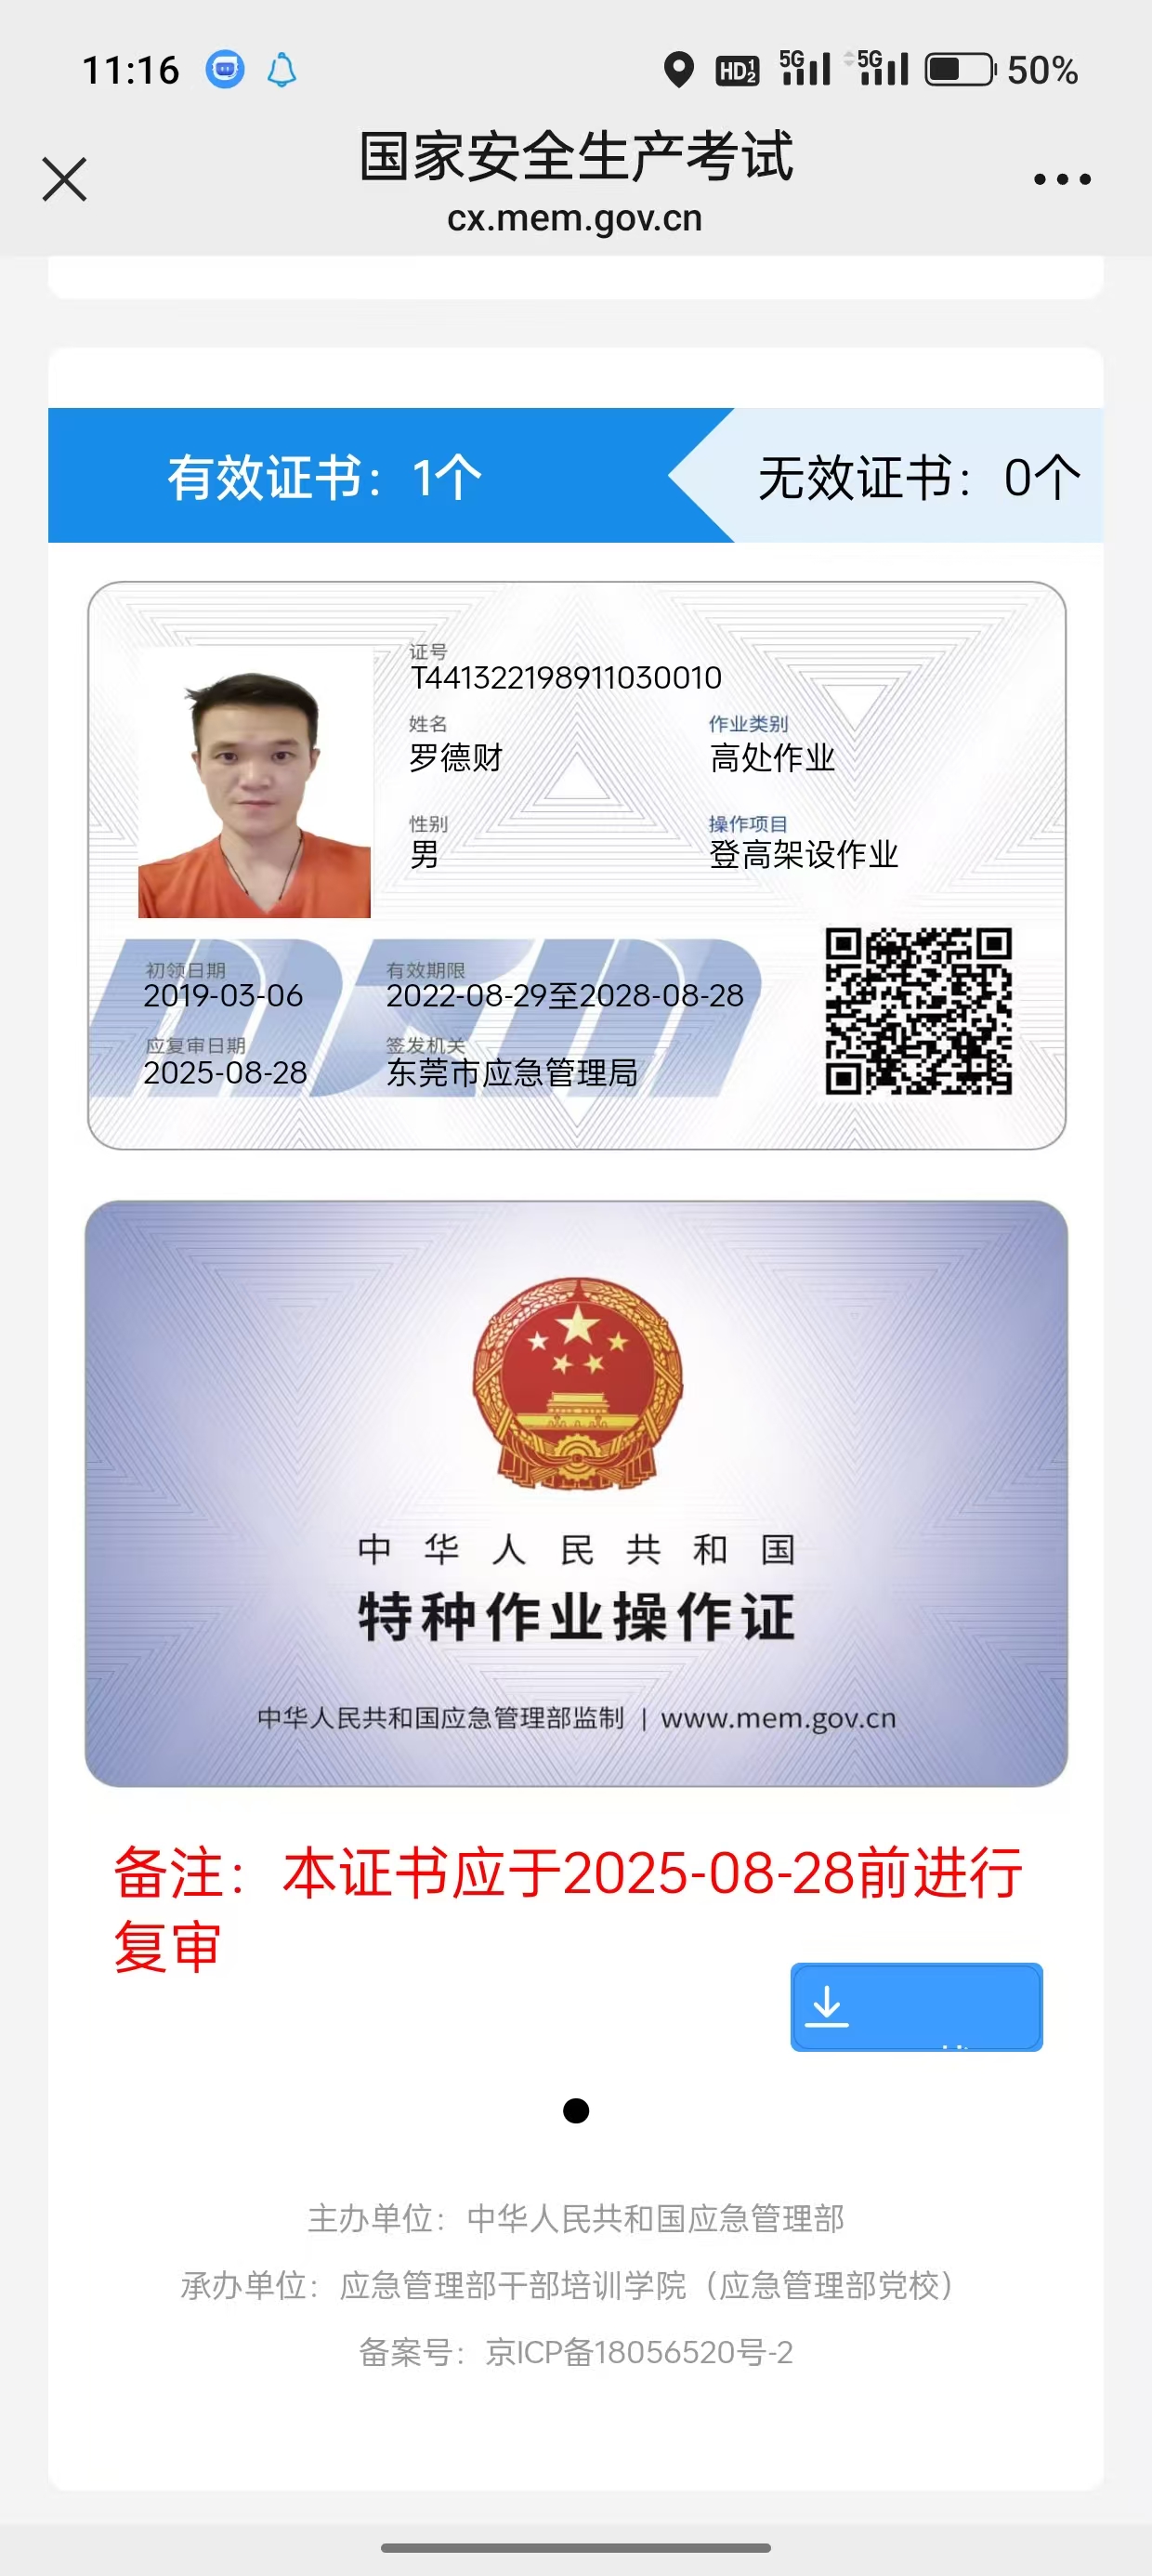 11:16
HD 1 2 5G 5G 50%
国家安全生产考试
cx.mem.gov.cn
有效证书：1个
无效证书：0个
证号
T441322198911030010
姓名 作业类别
罗德财 高处作业
性别 操作项目
男 登高架设作业
初领日期 有效期限
2019-03-06 2022-08-29至2028-08-28
应复审日期 签发机关
2025-08-28 东莞市应急管理局
中华人民共和国
特种作业操作证
中华人民共和国应急管理部监制 | www.mem.gov.cn
备注：本证书应于2025-08-28前进行
复审
主办单位：中华人民共和国应急管理部
承办单位：应急管理部干部培训学院（应急管理部党校）
备案号：京ICP备18056520号-2